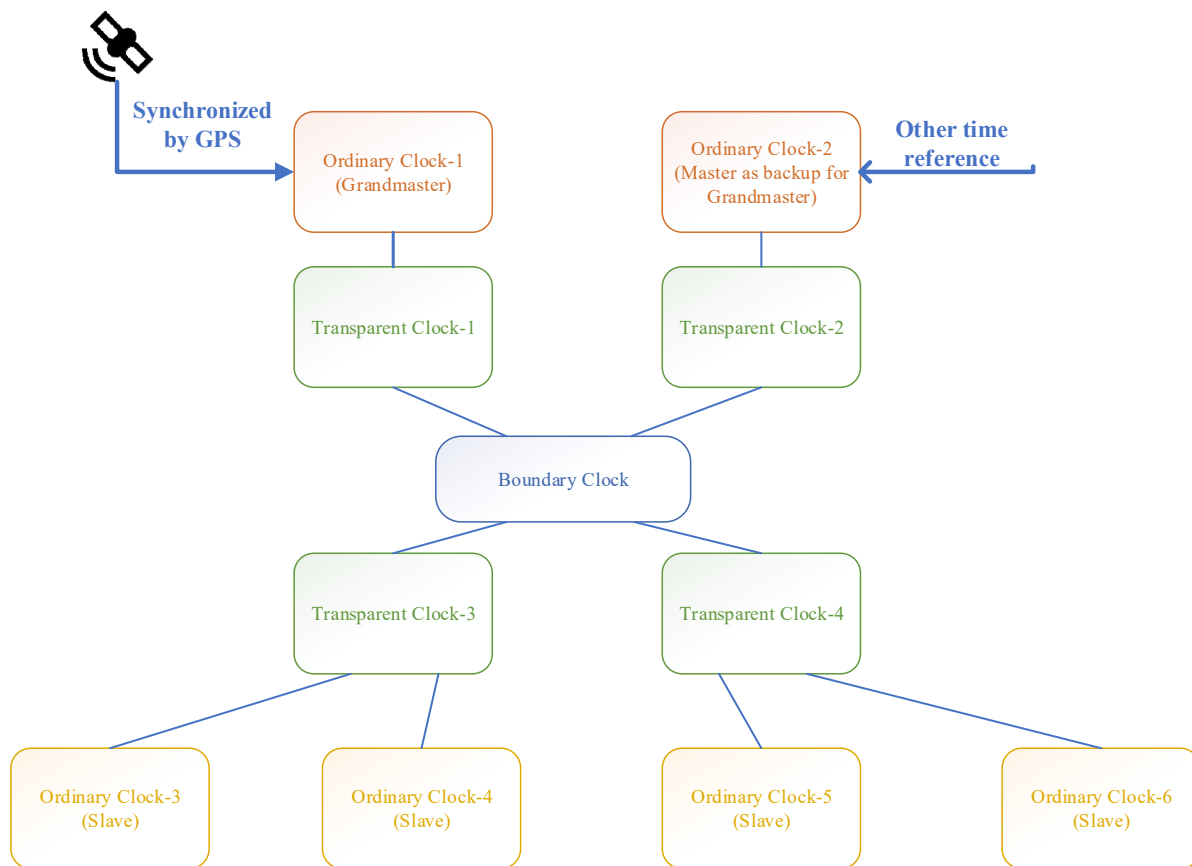 Synchronized
by GPS
Ordinary Clock-1
(Grandmaster)
Ordinary Clock-2
(Master as backup for
Grandmaster)
Other time
reference
Transparent Clock-1
Transparent Clock-2
Boundary Clock
Transparent Clock-3
Transparent Clock-4
Ordinary Clock-3
(Slave)
Ordinary Clock-4
(Slave)
Ordinary Clock-5
(Slave)
Ordinary Clock-6
(Slave)